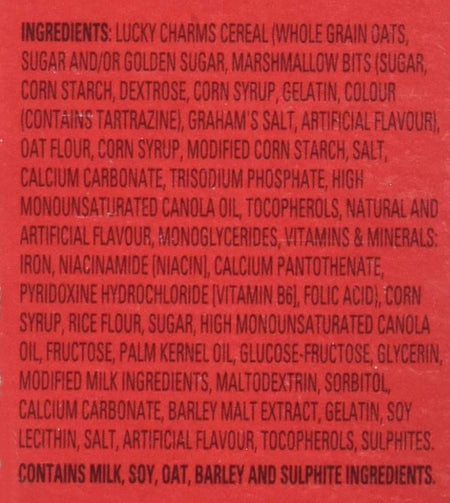 INGREDIENTS: LUCKY CHARMS CEREAL (WHOLE GRAIN OATS,
SUGAR AND/OR GOLDEN SUGAR, MARSHMALLOW BITS (SUGAR,
CORN STARCH, DEXTROSE, CORN SYRUP, GELATIN, COLOUR
(CONTAINS TARTRAZINE), GRAHAM'S SALT, ARTIFICIAL FLAVOUR),
OAT FLOUR, CORN SYRUP, MODIFIED CORN STARCH, SALT,
CALCIUM CARBONATE, TRISODIUM PHOSPHATE, HIGH
MONOUNSATURATED CANOLA OIL, TOCOPHEROLS, NATURAL AND
ARTIFICIAL FLAVOUR, MONOGLYCERIDES, VITAMINS & MINERALS:
IRON, NIACINAMIDE [NIACIN], CALCIUM PANTOTHENATE,
PYRIDOXINE HYDROCHLORIDE [VITAMIN B6], FOLIC ACID), CORN
SYRUP, RICE FLOUR, SUGAR, HIGH MONOUNSATURATED CANOLA
OIL, FRUCTOSE, PALM KERNEL OIL, GLUCOSE-FRUCTOSE, GLYCERIN,
MODIFIED MILK INGREDIENTS, MALTODEXTRIN, SORBITOL,
CALCIUM CARBONATE, BARLEY MALT EXTRACT, GELATIN, SOY
LECITHIN, SALT, ARTIFICIAL FLAVOUR, TOCOPHEROLS, SULPHITES.
CONTAINS MILK, SOY, OAT, BARLEY AND SULPHITE INGREDIENTS.